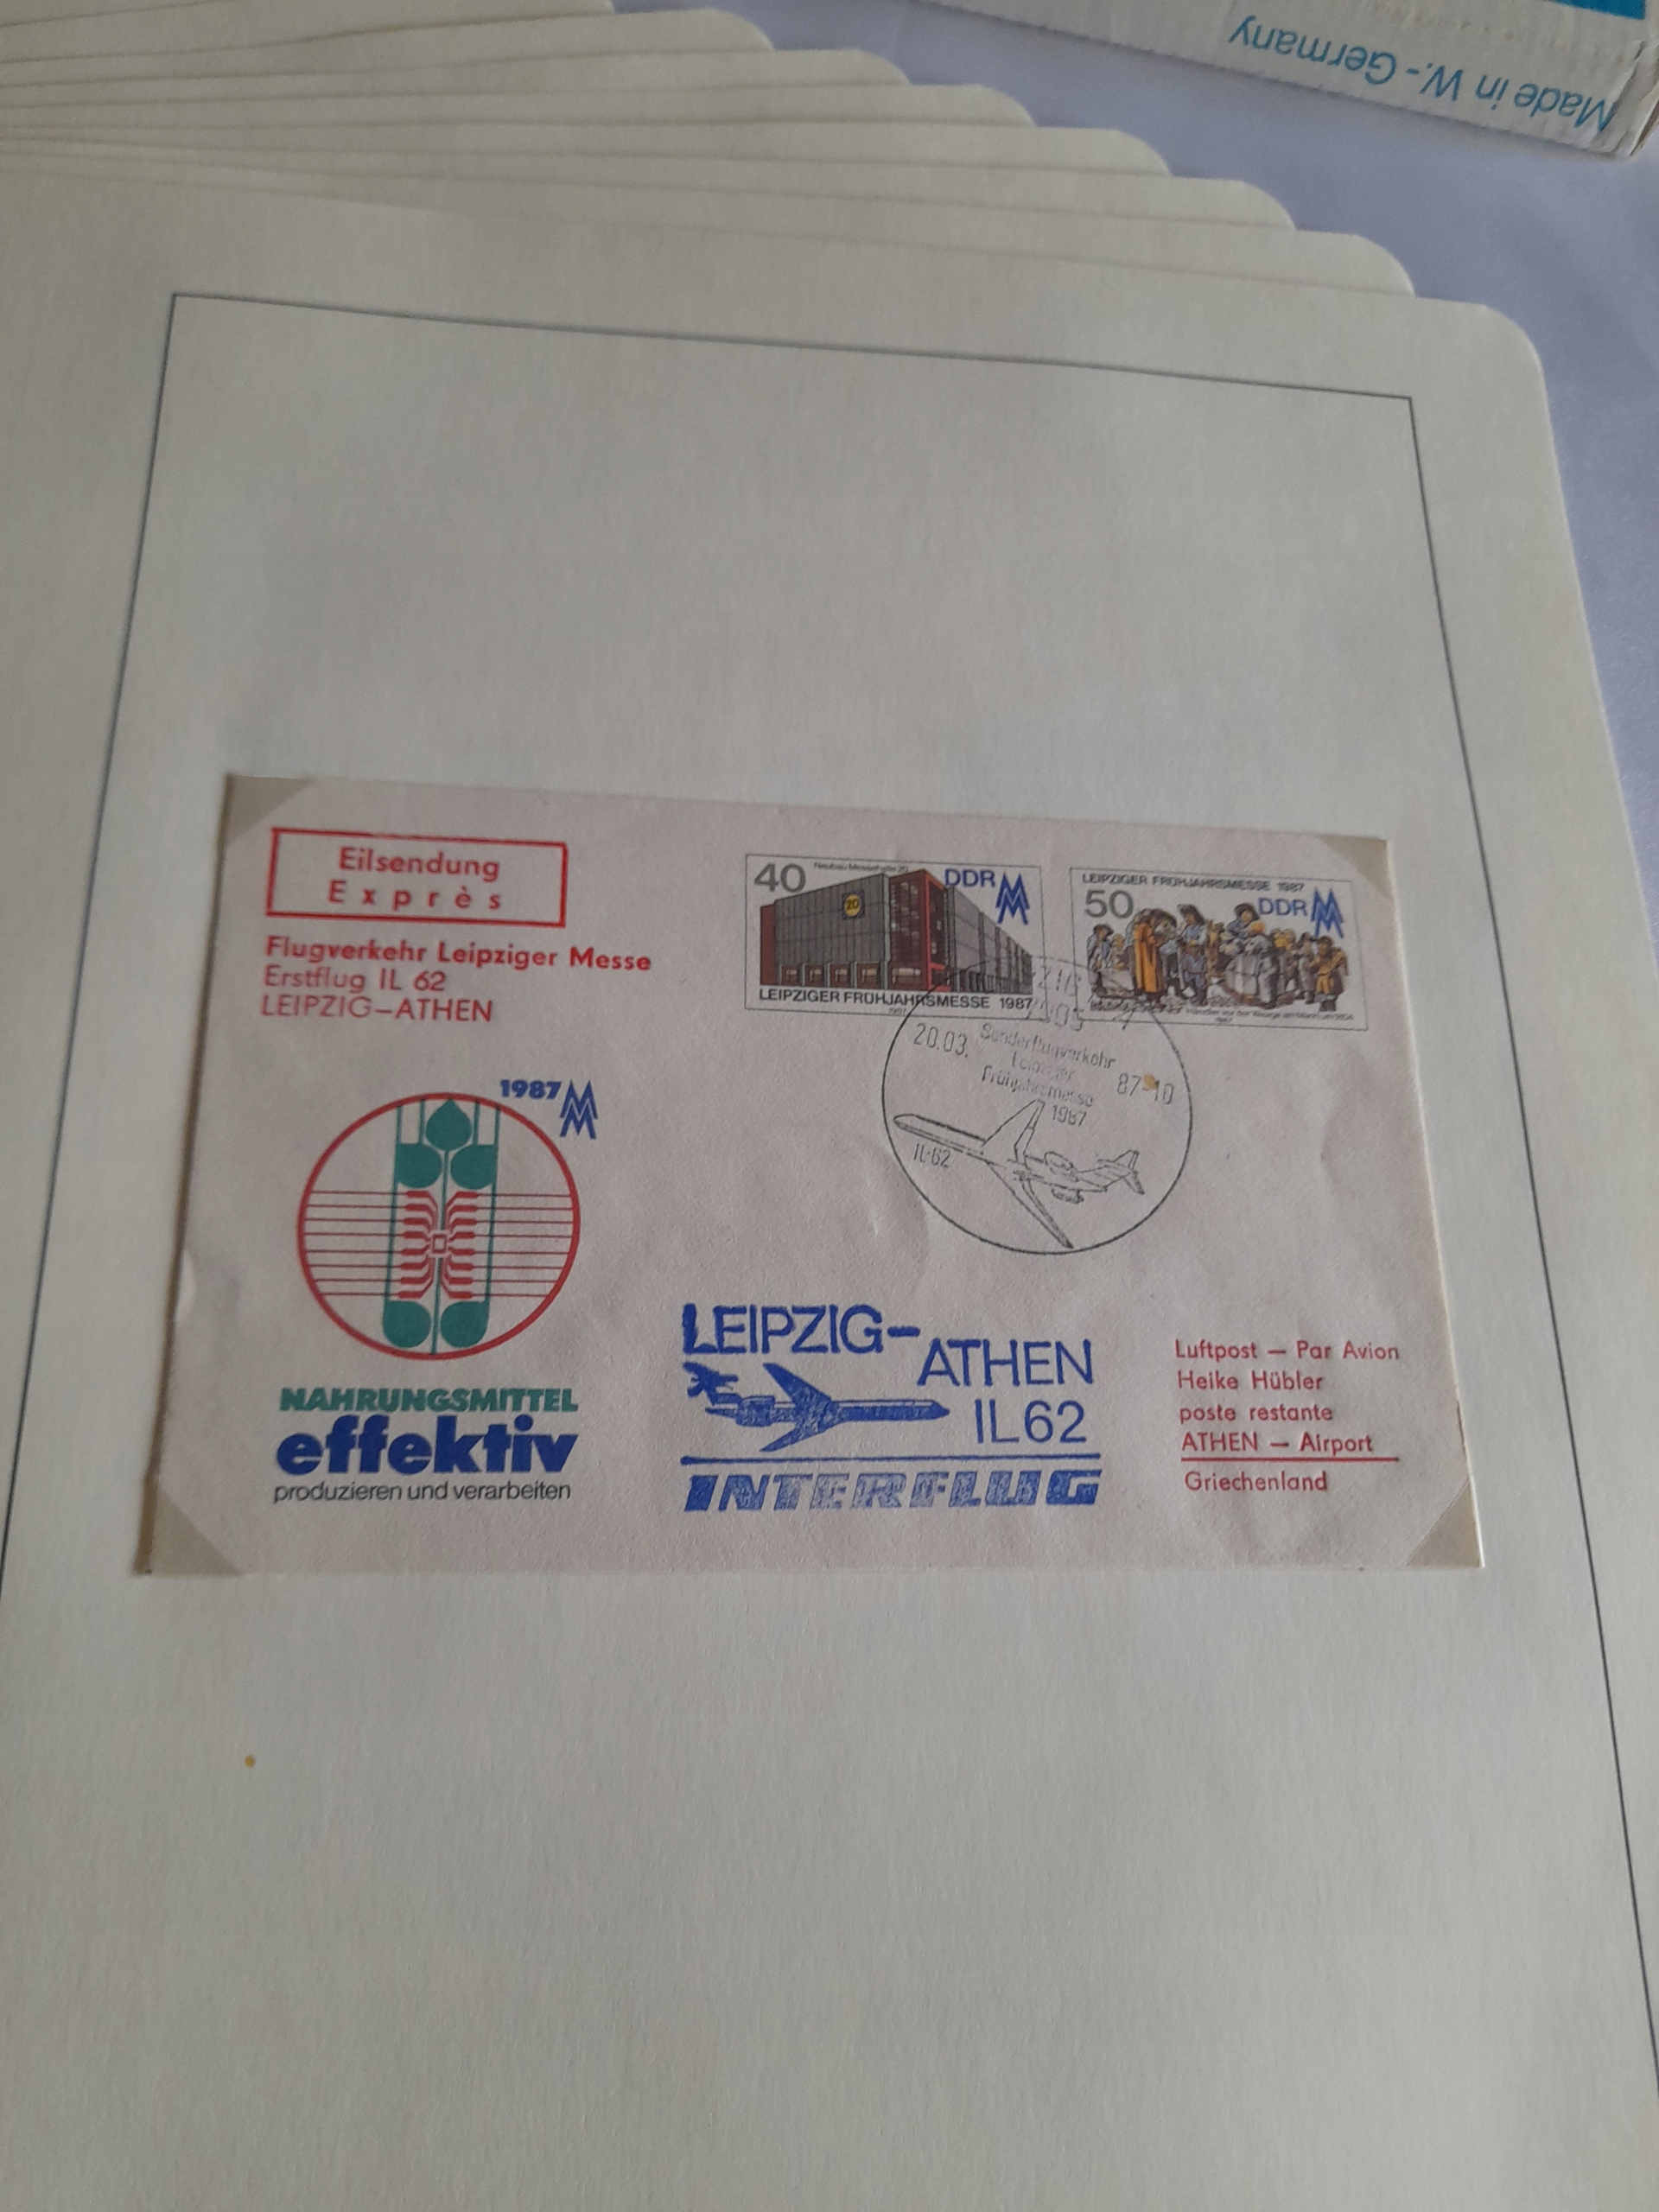 Made in W.-Germany
Eilsendung
Exprès
Flugverkehr Leipziger Messe
Erstflug IL 62
LEIPZIG–ATHEN
40
DDR
20
LEIPZIGER FRÜHJAHRSMESSE 1987
LEIPZIGER FRÜHJAHRSMESSE 1987
50
DDR
20.03.
87-10
Sonderflugverkehr
Leipziger
Frühjahrsmesse
1987
IL-62
1987
NAHRUNGSMITTEL
effektiv
produzieren und verarbeiten
LEIPZIG–
ATHEN
IL62
INTERFLUG
Luftpost — Par Avion
Heike Hübler
poste restante
ATHEN — Airport
Griechenland